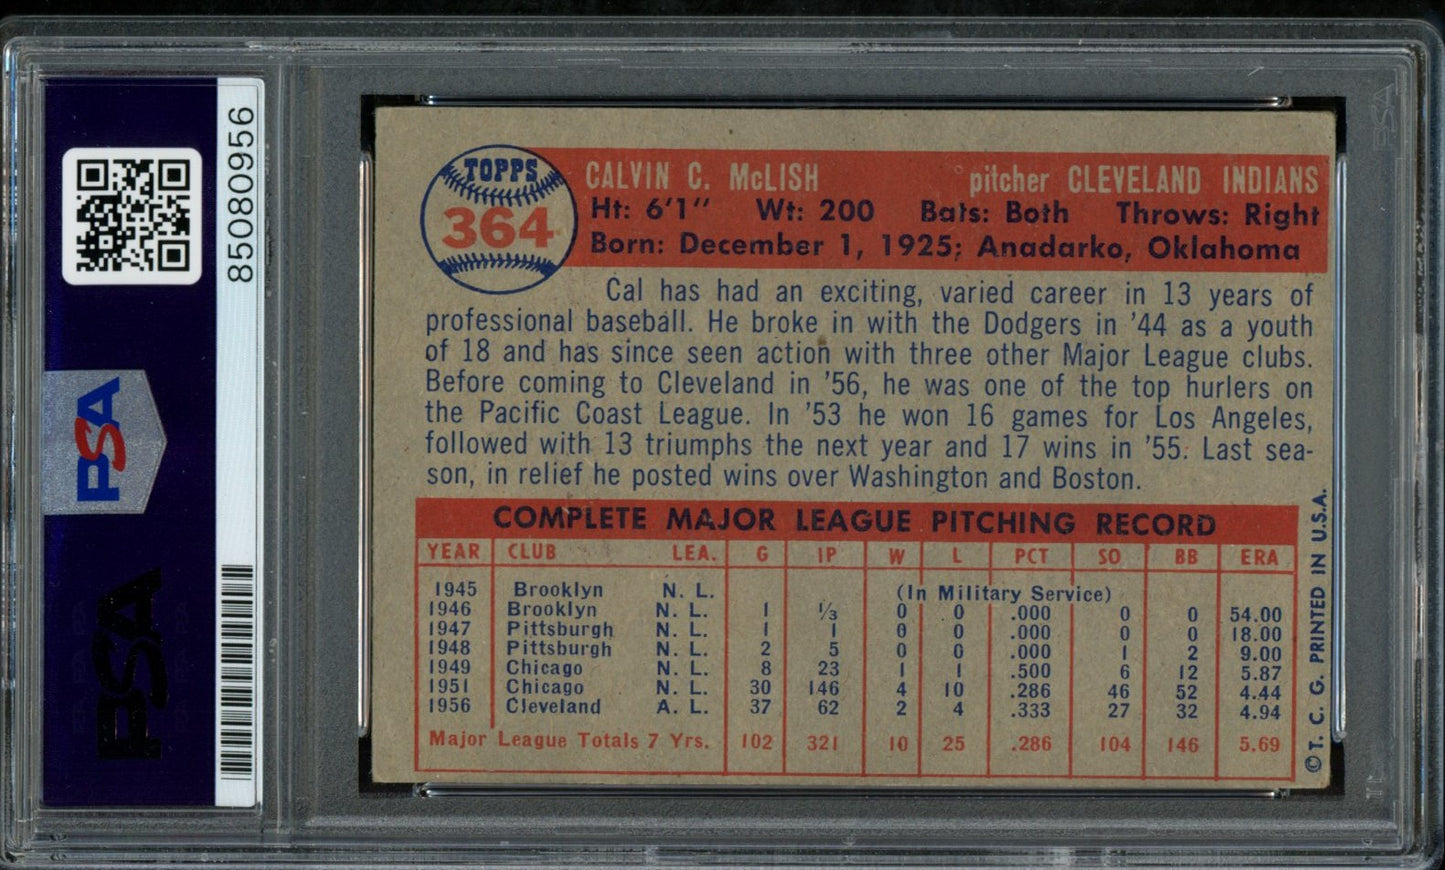 85080956
PSA
PSA
TOPPS
364
CALVIN C. McLISH pitcher CLEVELAND INDIANS
Ht: 6'1" Wt: 200 Bats: Both Throws: Right
Born: December 1, 1925; Anadarko, Oklahoma
Cal has had an exciting, varied career in 13 years of
professional baseball. He broke in with the Dodgers in '44 as a youth
of 18 and has since seen action with three other Major League clubs.
Before coming to Cleveland in '56, he was one of the top hurlers on
the Pacific Coast League. In '53 he won 16 games for Los Angeles,
followed with 13 triumphs the next year and 17 wins in '55. Last sea-
son, in relief he posted wins over Washington and Boston.
COMPLETE MAJOR LEAGUE PITCHING RECORD
YEAR CLUB LEA. G IP W L PCT SO BB ERA
1945 Brooklyn N. L. (In Military Service)
1946 Brooklyn N. L. 1 1/3 0 0 .000 0 0 54.00
1947 Pittsburgh N. L. 1 1 0 0 .000 0 0 18.00
1948 Pittsburgh N. L. 2 5 0 0 .000 1 2 9.00
1949 Chicago N. L. 8 23 1 1 .500 6 12 5.87
1951 Chicago N. L. 30 146 4 10 .286 46 52 4.44
1956 Cleveland A. L. 37 62 2 4 .333 27 32 4.94
Major League Totals 7 Yrs. 102 321 10 25 .286 104 146 5.69
© T. C. G. PRINTED IN U.S.A.